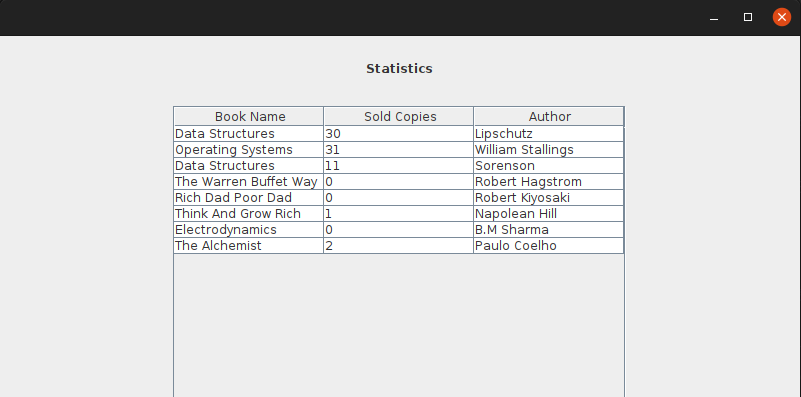 Statistics
Book Name Sold Copies Author
Data Structures 30 Lipschutz
Operating Systems 31 William Stallings
Data Structures 11 Sorenson
The Warren Buffet Way 0 Robert Hagstrom
Rich Dad Poor Dad 0 Robert Kiyosaki
Think And Grow Rich 1 Napolean Hill
Electrodynamics 0 B.M Sharma
The Alchemist 2 Paulo Coelho